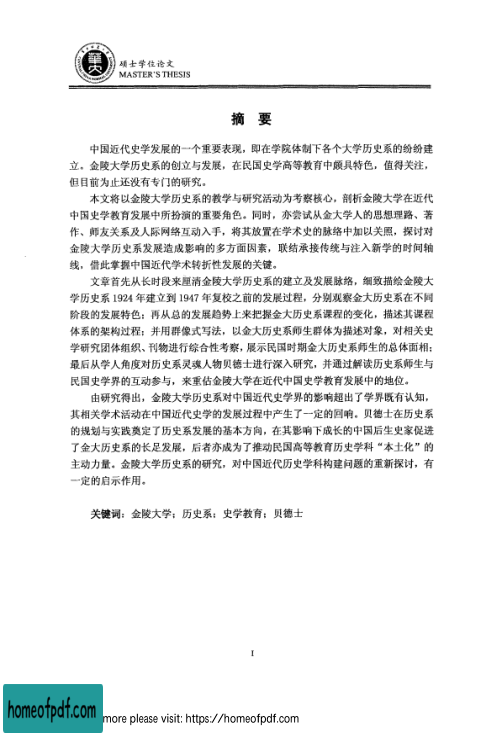 硕士学位论文
MASTER'S THESIS
摘 要
中国近代史学发展的一个重要表现，即在学院体制下各个大学历史系的纷纷建
立。金陵大学历史系的创立与发展，在民国史学高等教育中颇具特色，值得关注，
但目前为止还没有专门的研究。
本文将以金陵大学历史系的教学与研究活动为考察核心，剖析金陵大学在近代
中国史学教育发展中所扮演的重要角色。同时，亦尝试从金大学人的思想理路、著
作、师友关系及人际网络互动入手，将其放置在学术史的脉络中加以关照，探讨对
金陵大学历史系发展造成影响的多方面因素，联结承接传统与注入新学的时间轴
线，借此掌握中国近代学术转折性发展的关键。
文章首先从长时段来厘清金陵大学历史系的建立及发展脉络，细致描绘金陵大
学历史系 1924 年建立到 1947 年复校之前的发展过程，分别观察金大历史系在不同
阶段的发展特色；再从总的发展趋势上来把握金大历史系课程的变化，描述其课程
体系的架构过程；并用群像式写法，以金大历史系师生群体为描述对象，对相关史
学研究团体组织、刊物进行综合性考察，展示民国时期金大历史系师生的总体面相；
最后从学人角度对历史系灵魂人物贝德士进行深入研究，并通过解读历史系师生与
民国史学界的互动参与，来重估金陵大学在近代中国史学教育发展中的地位。
由研究得出，金陵大学历史系对中国近代史学界的影响超出了学界既有认知，
其相关学术活动在中国近代史学的发展过程中产生了一定的回响。贝德士在历史系
的规划与实践奠定了历史系发展的基本方向，在其影响下成长的中国后生史家促进
了金大历史系的长足发展，后者亦成为了推动民国高等教育历史学科“本土化”的
主动力量。金陵大学历史系的研究，对中国近代历史学科构建问题的重新探讨，有
一定的启示作用。
关键词：金陵大学；历史系；史学教育；贝德士
I
homeofpdf.com
more please visit: https://homeofpdf.com